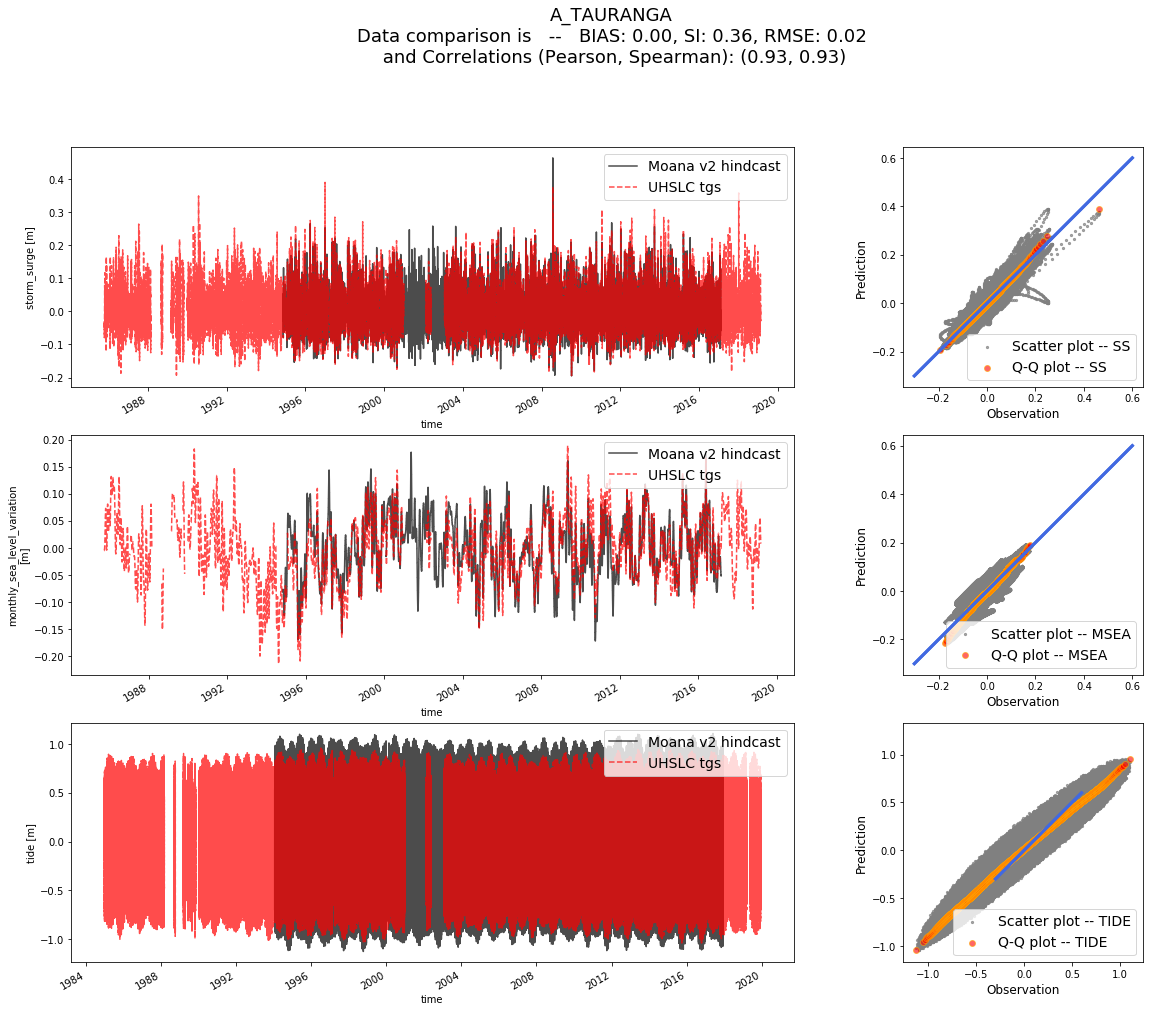 A_TAURANGA
Data comparison is -- BIAS: 0.00, SI: 0.36, RMSE: 0.02
and Correlations (Pearson, Spearman): (0.93, 0.93)
storm_surge [m]
0.4
0.3
0.2
0.1
0.0
−0.1
−0.2
Moana v2 hindcast
UHSLC tgs
1988 1992 1996 2000 2004 2008 2012 2016 2020
time
Prediction
0.6
0.4
0.2
0.0
−0.2
Scatter plot -- SS
Q-Q plot -- SS
−0.2 0.0 0.2 0.4 0.6
Observation
monthly_sea_level_variation
[m]
0.20
0.15
0.10
0.05
0.00
−0.05
−0.10
−0.15
−0.20
Moana v2 hindcast
UHSLC tgs
1988 1992 1996 2000 2004 2008 2012 2016 2020
time
Prediction
0.6
0.4
0.2
0.0
−0.2
Scatter plot -- MSEA
Q-Q plot -- MSEA
−0.2 0.0 0.2 0.4 0.6
Observation
tide [m]
1.0
0.5
0.0
−0.5
−1.0
Moana v2 hindcast
UHSLC tgs
1984 1988 1992 1996 2000 2004 2008 2012 2016 2020
time
Prediction
1.0
0.5
0.0
−0.5
−1.0
Scatter plot -- TIDE
Q-Q plot -- TIDE
−1.0 −0.5 0.0 0.5 1.0
Observation